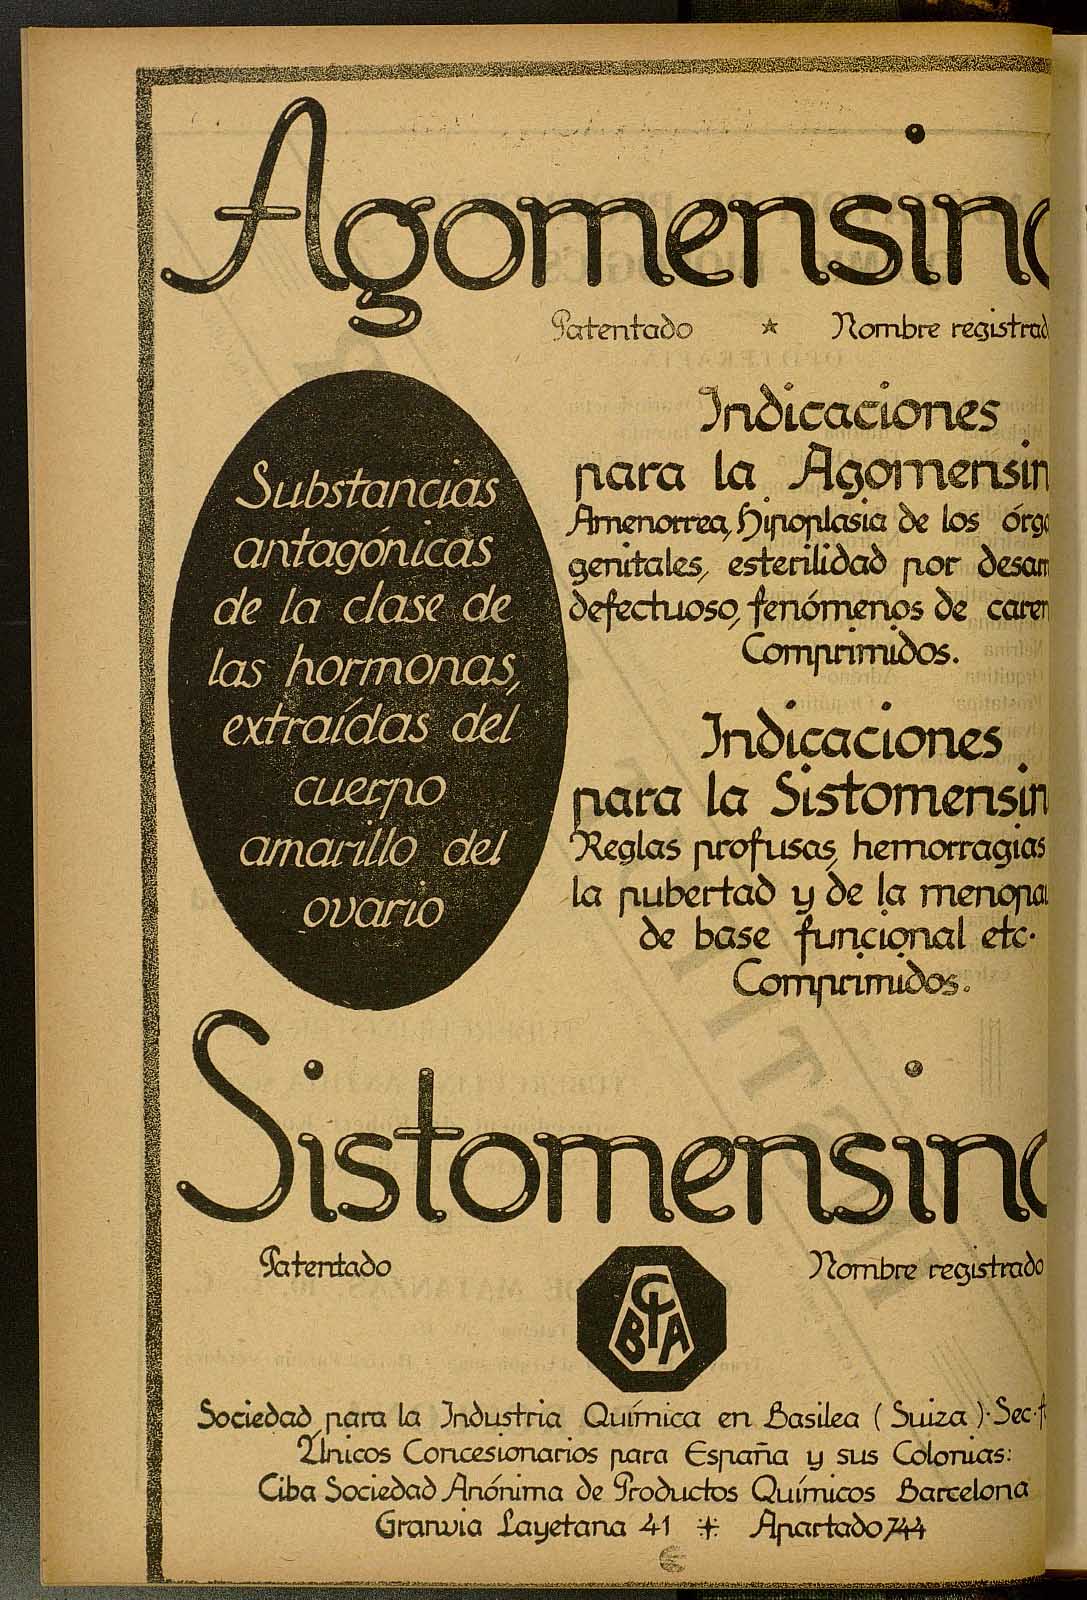 Agomensin
Patentado * Nombre registrad
Indicaciones
para la Agomensin
Amenorrea, Hipoplasia de los órga
genitales, esterilidad por desarr
defectuoso, fenómenos de caren
Comprimidos.
Substancias
antagónicas
de la clase de
las hormonas,
extraídas del
cuerpo
amarillo del
ovario
Indicaciones
para la Sistomensin
Reglas profusas, hemorragias
la pubertad y de la menopau
de base funcional etc.
Comprimidos.
Sistomensin
Patentado
Nombre registrado
CIBA
Sociedad para la Industria Química en Basilea (Suiza). Sec. f
Únicos Concesionarios para España y sus Colonias:
Ciba Sociedad Anónima de Productos Químicos Barcelona
Granvia Layetana 41 Apartado 744